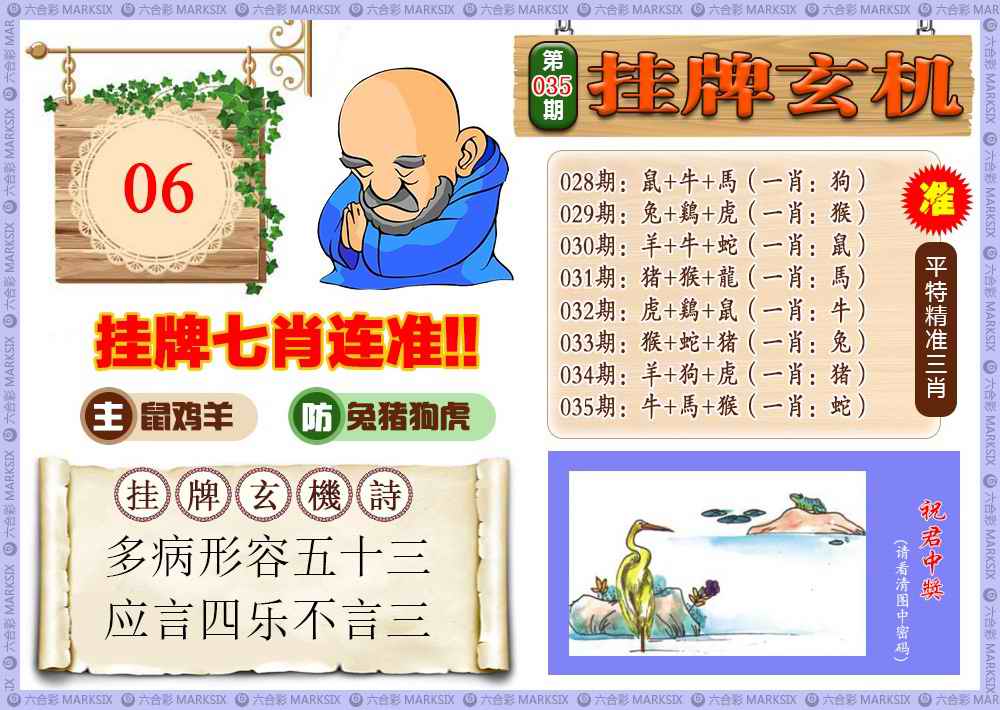 六合彩 MARKSIX
06
挂牌七肖连准!!
主 鼠鸡羊
防 兔猪狗虎
挂牌玄機詩
多病形容五十三
应言四乐不言三
第
035
期
挂牌玄机
028期：鼠+牛+馬（一肖：狗）
029期：兔+鷄+虎（一肖：猴）
030期：羊+牛+蛇（一肖：鼠）
031期：猪+猴+龍（一肖：馬）
032期：虎+鷄+鼠（一肖：牛）
033期：猴+蛇+猪（一肖：兔）
034期：羊+狗+虎（一肖：猪）
035期：牛+馬+猴（一肖：蛇）
准
平特精准三肖
祝君中獎
(请看清图中密码)